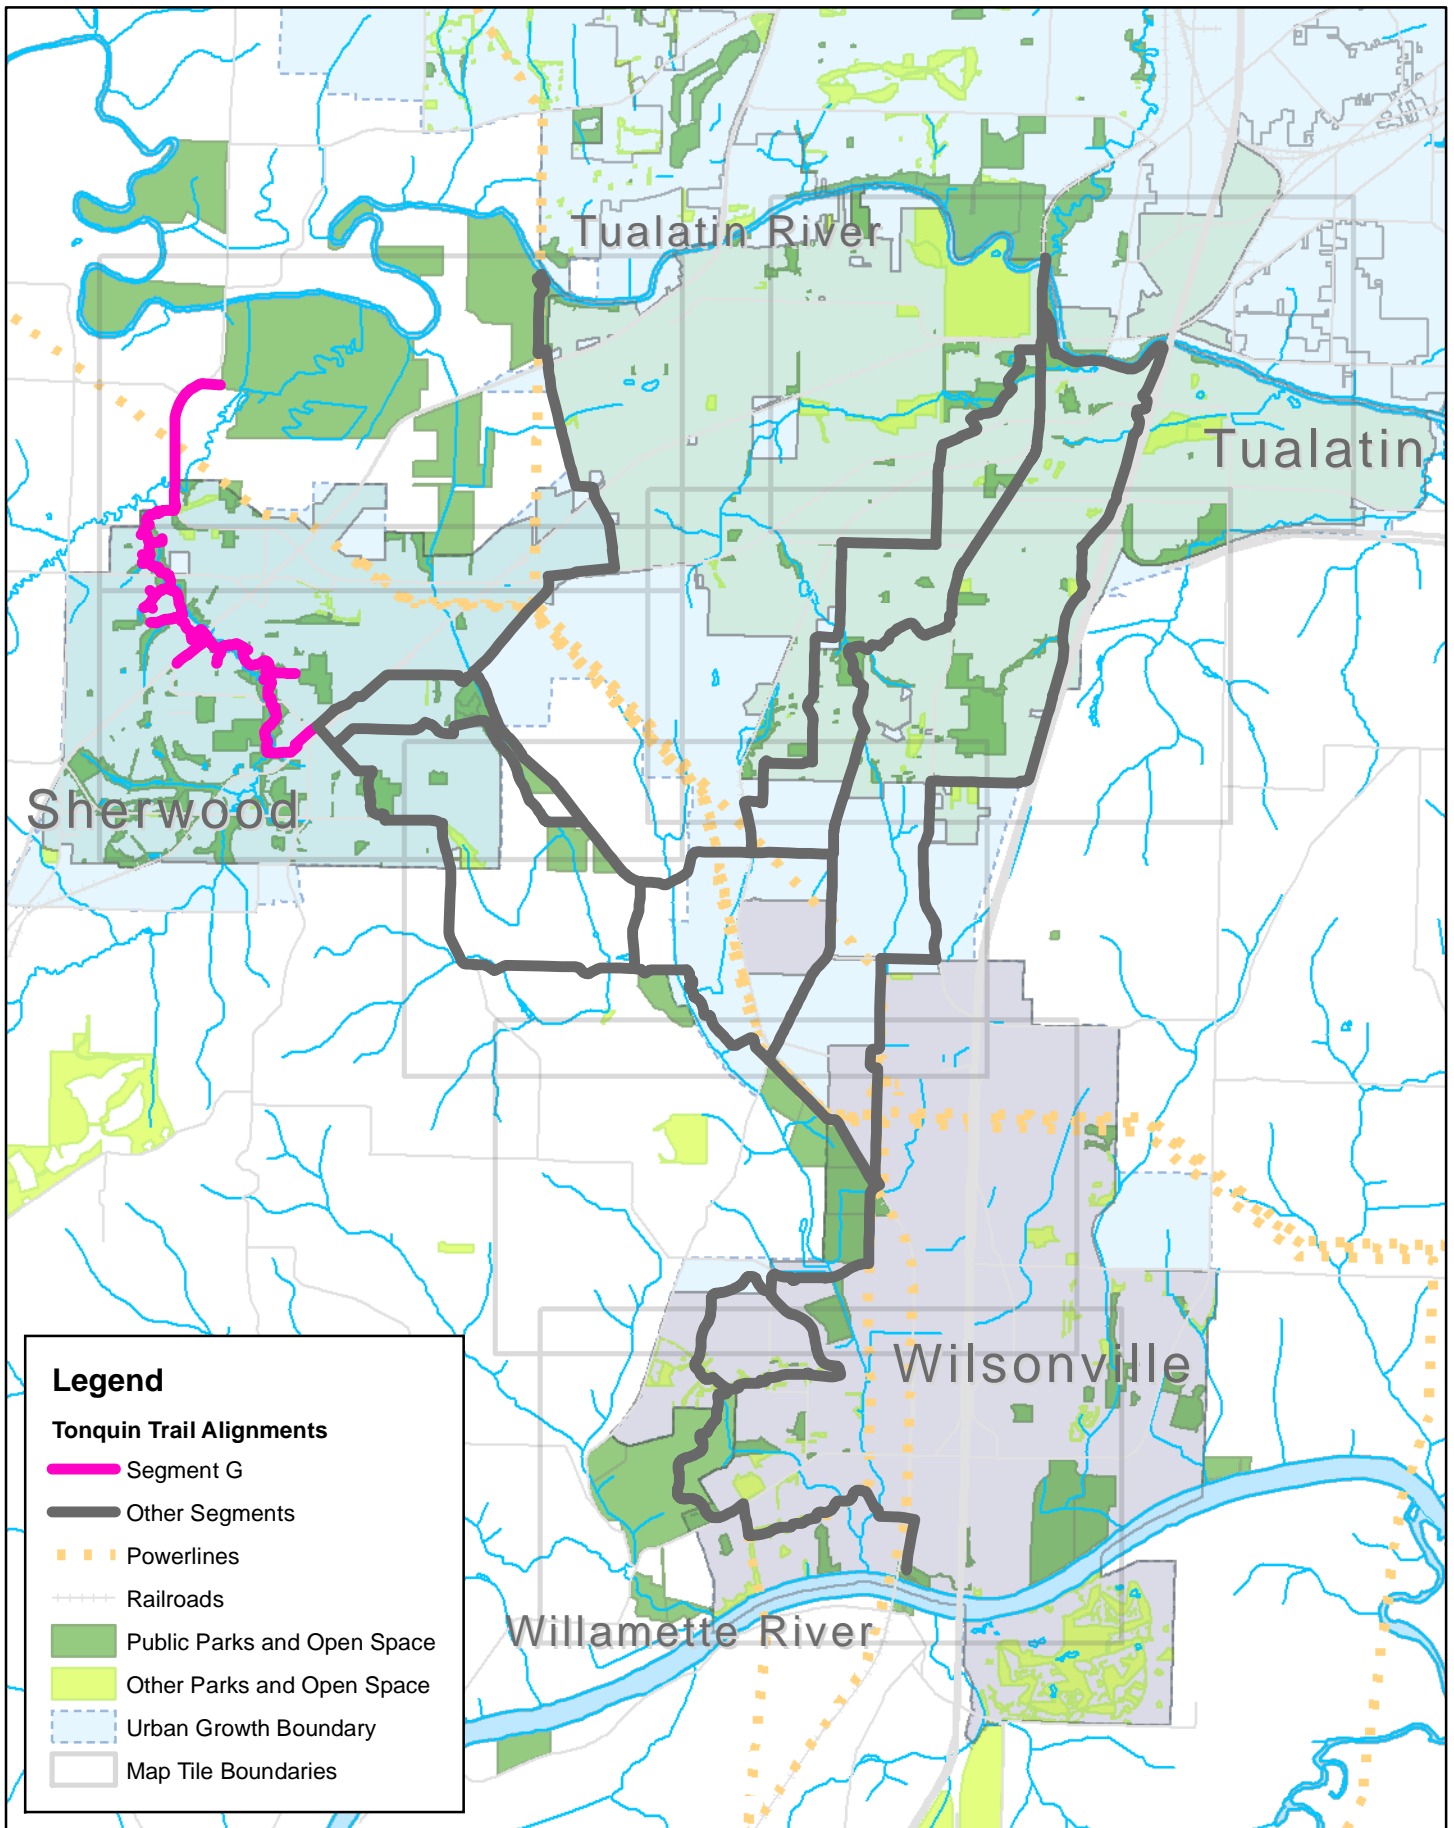 Tualatin River
Tualatin
Sherwood
Wilsonville
Willamette River
Legend
Tonquin Trail Alignments
Segment G
Other Segments
Powerlines
Railroads
Public Parks and Open Space
Other Parks and Open Space
Urban Growth Boundary
Map Tile Boundaries